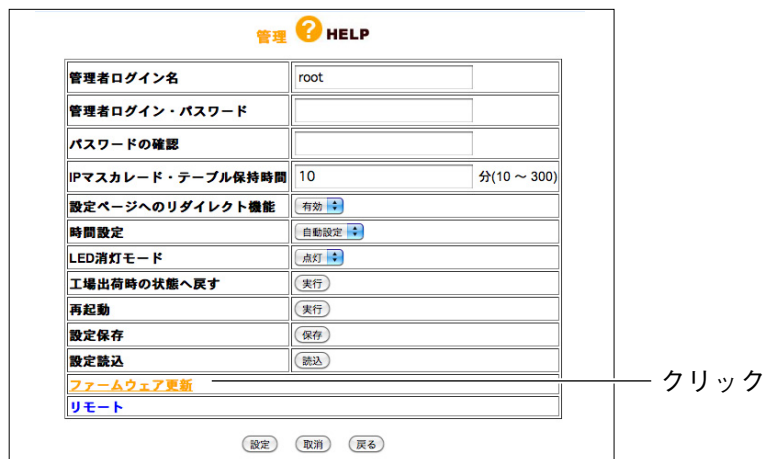 管理 ? HELP
管理者ログイン名 root
管理者ログイン・パスワード
パスワードの確認
IPマスカレード・テーブル保持時間 10 分(10 ～ 300)
設定ページへのリダイレクト機能 有効
時間設定 自動設定
LED消灯モード 点灯
工場出荷時の状態へ戻す 実行
再起動 実行
設定保存 保存
設定読込 読込
ファームウェア更新 クリック
リモート
設定 取消 戻る